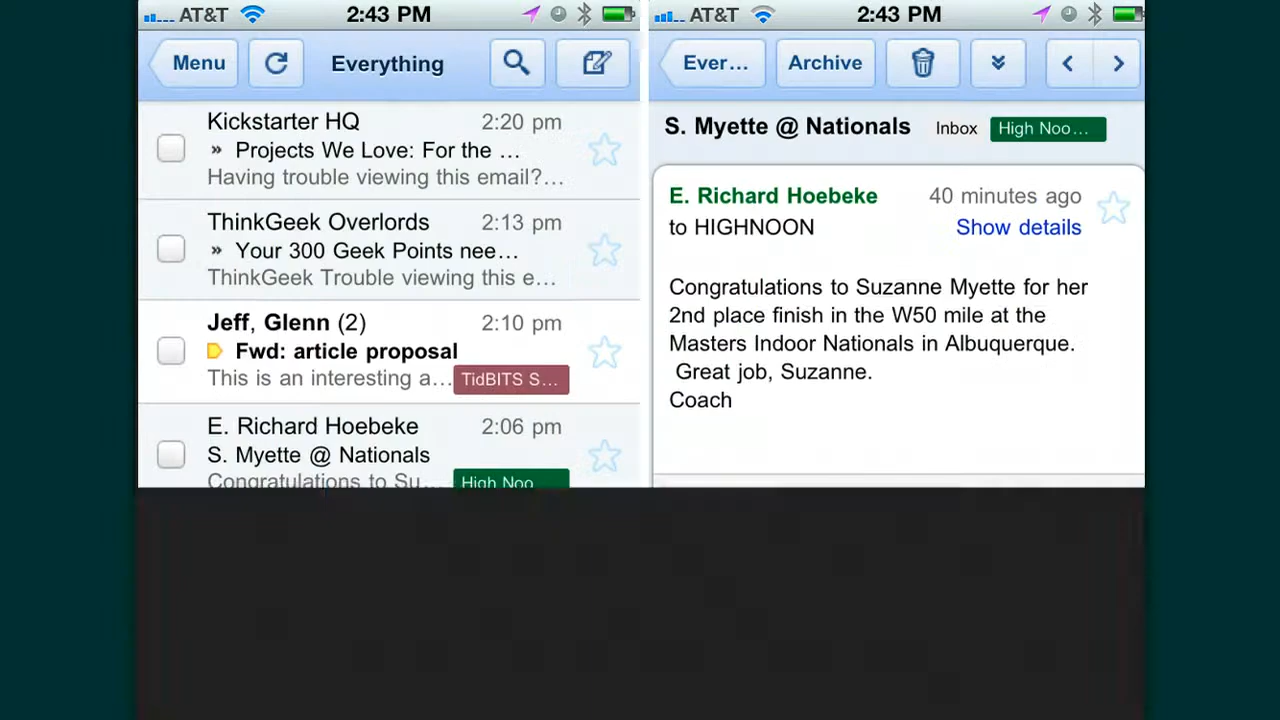 AT&T 2:43 PM
Menu Everything
Kickstarter HQ 2:20 pm
» Projects We Love: For the …
Having trouble viewing this email?…
ThinkGeek Overlords 2:13 pm
» Your 300 Geek Points nee…
ThinkGeek Trouble viewing this e…
Jeff, Glenn (2) 2:10 pm
Fwd: article proposal
This is an interesting a… TidBITS S…
E. Richard Hoebeke 2:06 pm
S. Myette @ Nationals
Congratulations to Su… High Noo…
AT&T 2:43 PM
Ever… Archive
S. Myette @ Nationals Inbox High Noo…
E. Richard Hoebeke 40 minutes ago
to HIGHNOON Show details
Congratulations to Suzanne Myette for her
2nd place finish in the W50 mile at the
Masters Indoor Nationals in Albuquerque.
Great job, Suzanne.
Coach